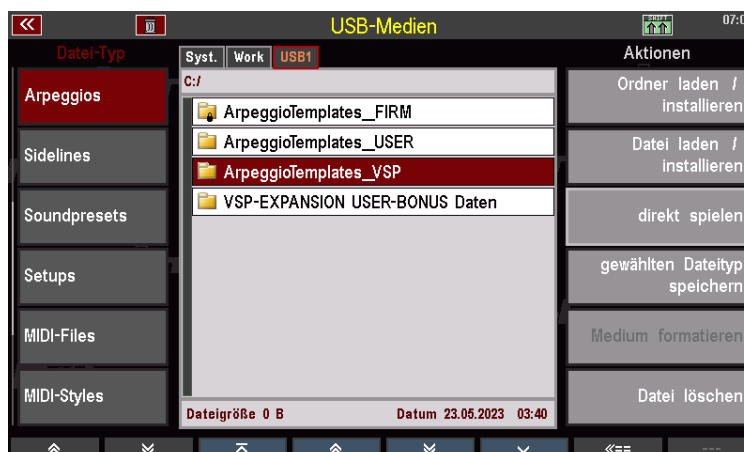 USB-Medien
SHIFT
07:0
Datei-Typ
Syst. Work USB1
Aktionen
C:/
Arpeggios
Sidelines
Soundpresets
Setups
MIDI-Files
MIDI-Styles
ArpeggioTemplates__FIRM
ArpeggioTemplates__USER
ArpeggioTemplates__VSP
VSP-EXPANSION USER-BONUS Daten
Dateigröße 0 B Datum 23.05.2023 03:40
Ordner laden /
installieren
Datei laden /
installieren
direkt spielen
gewählten Dateityp
speichern
Medium formatieren
Datei löschen